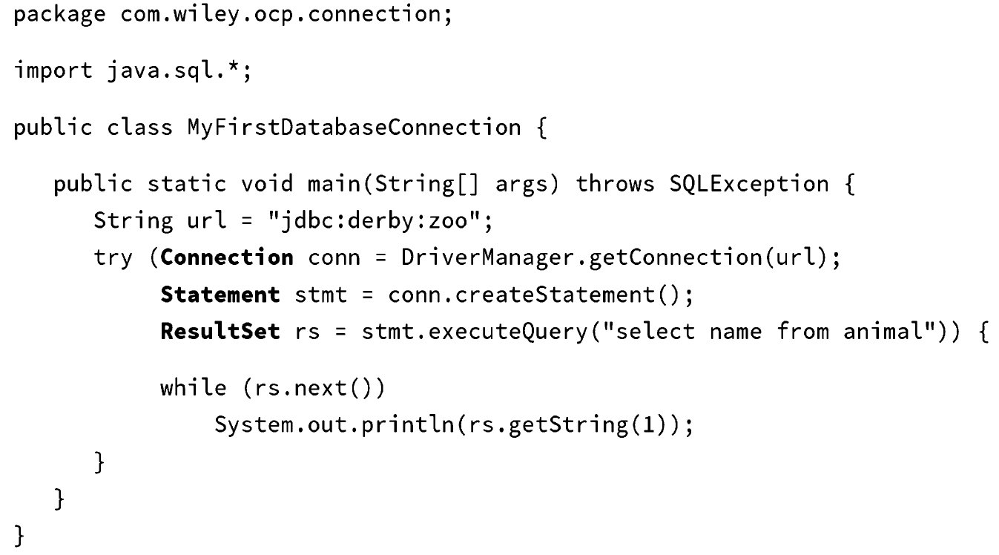 package com.wiley.ocp.connection;
import java.sql.*;
public class MyFirstDatabaseConnection {
public static void main(String[] args) throws SQLException {
String url = "jdbc:derby:zoo";
try (Connection conn = DriverManager.getConnection(url);
Statement stmt = conn.createStatement();
ResultSet rs = stmt.executeQuery("select name from animal")) {
while (rs.next())
System.out.println(rs.getString(1));
}
}
}